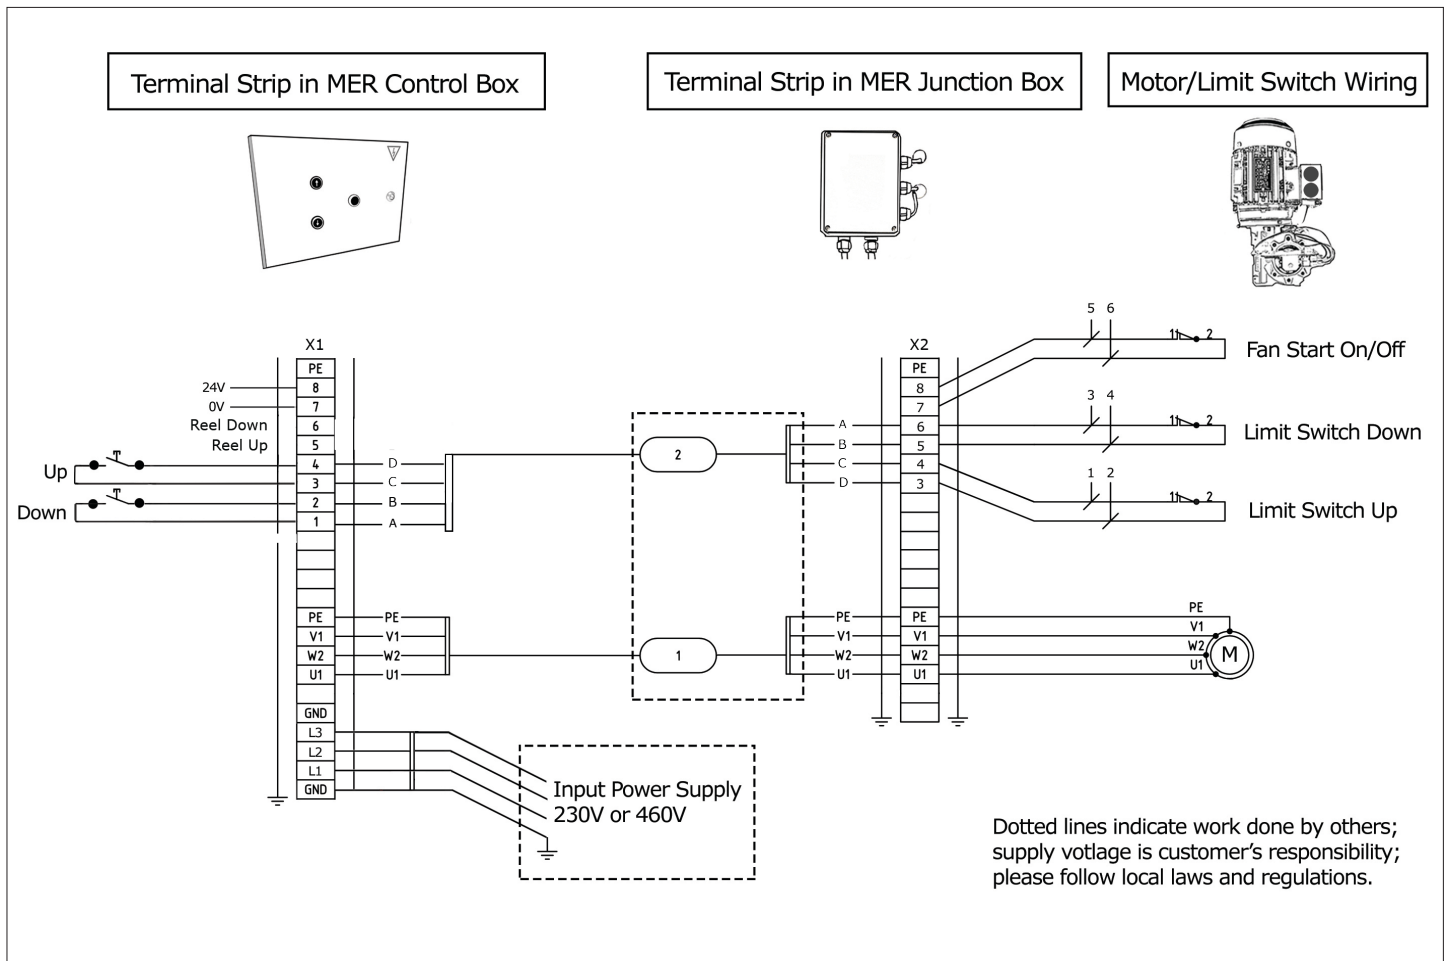 Terminal Strip in MER Control Box
Terminal Strip in MER Junction Box
Motor/Limit Switch Wiring
X1
PE
24V 8
0V 7
Reel Down 6
Reel Up 5
Up 4 D
3 C
Down 2 B
1 A
PE PE
V1 V1
W2 W2
U1 U1
GND
L3
L2
L1
GND
2
1
Input Power Supply
230V or 460V
X2
PE
8
7
A 6
B 5
C 4
D 3
PE PE
V1 V1
W2 W2
U1 U1
5 6
11 2
Fan Start On/Off
3 4
11 2
Limit Switch Down
1 2
11 2
Limit Switch Up
PE
V1
W2
U1
M
Dotted lines indicate work done by others;
supply votlage is customer's responsibility;
please follow local laws and regulations.